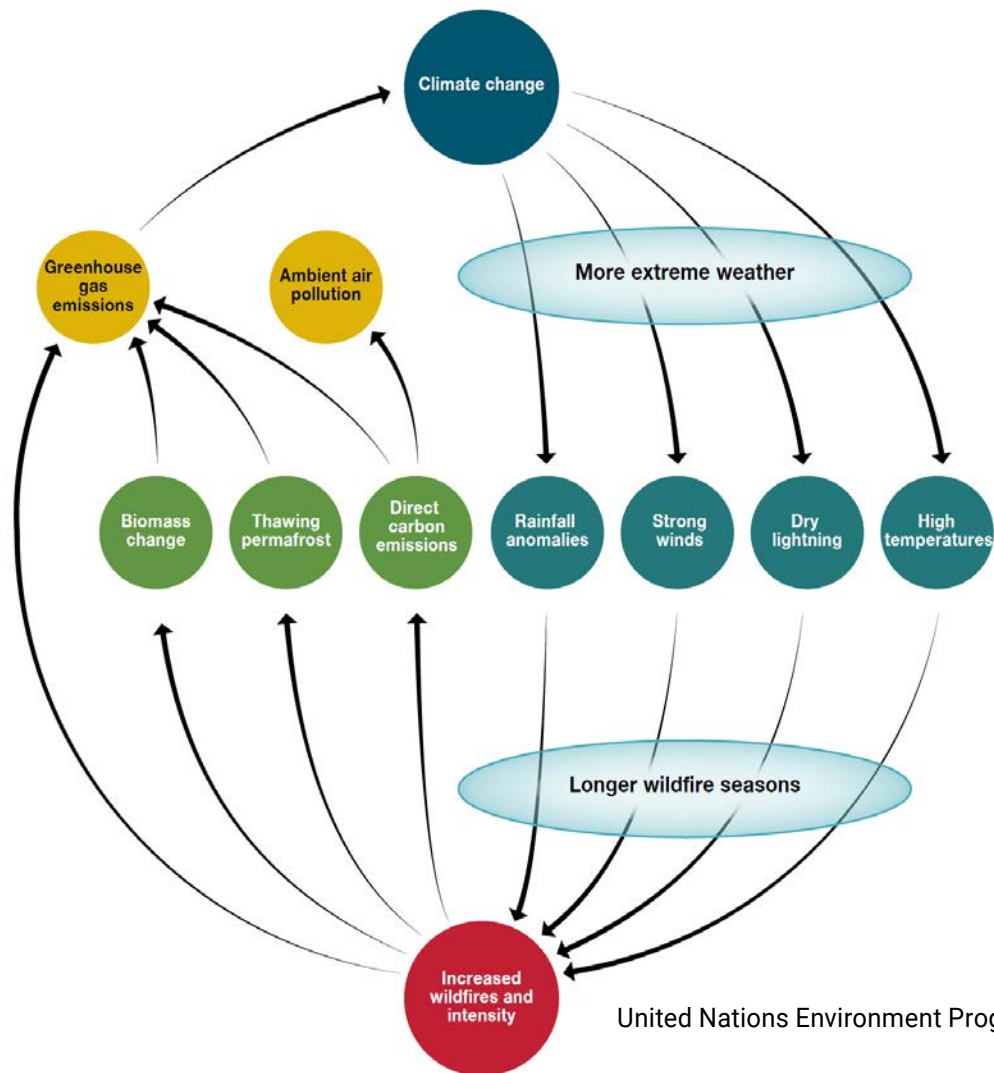 Climate change
Greenhouse
gas
emissions
Ambient air
pollution
More extreme weather
Biomass
change
Thawing
permafrost
Direct
carbon
emissions
Rainfall
anomalies
Strong
winds
Dry
lightning
High
temperatures
Longer wildfire seasons
Increased
wildfires and
intensity
United Nations Environment Prog